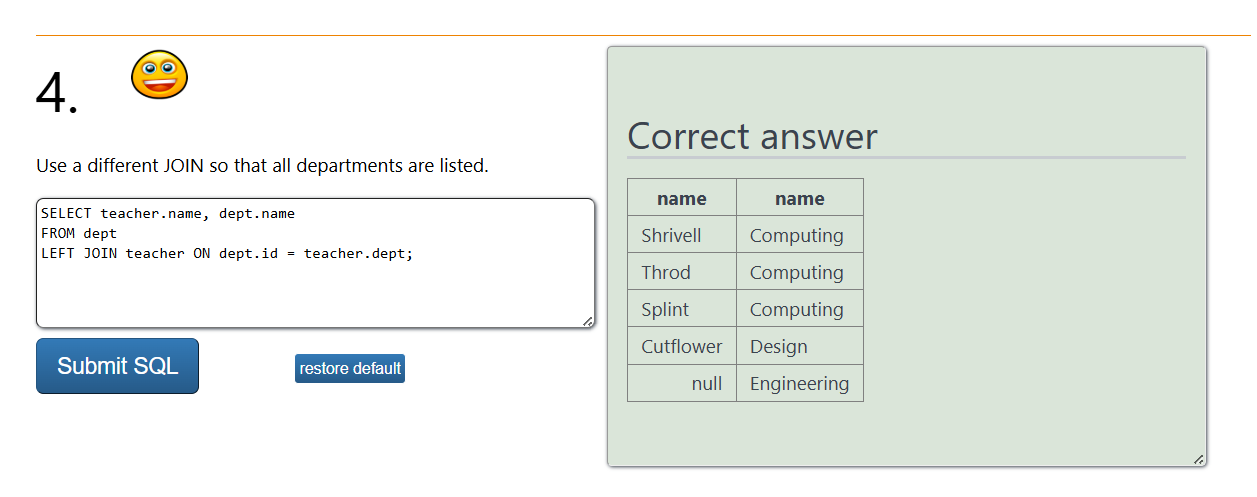 4.
Use a different JOIN so that all departments are listed.
SELECT teacher.name, dept.name
FROM dept
LEFT JOIN teacher ON dept.id = teacher.dept;
Submit SQL restore default
Correct answer
name name
Shrivell Computing
Throd Computing
Splint Computing
Cutflower Design
null Engineering